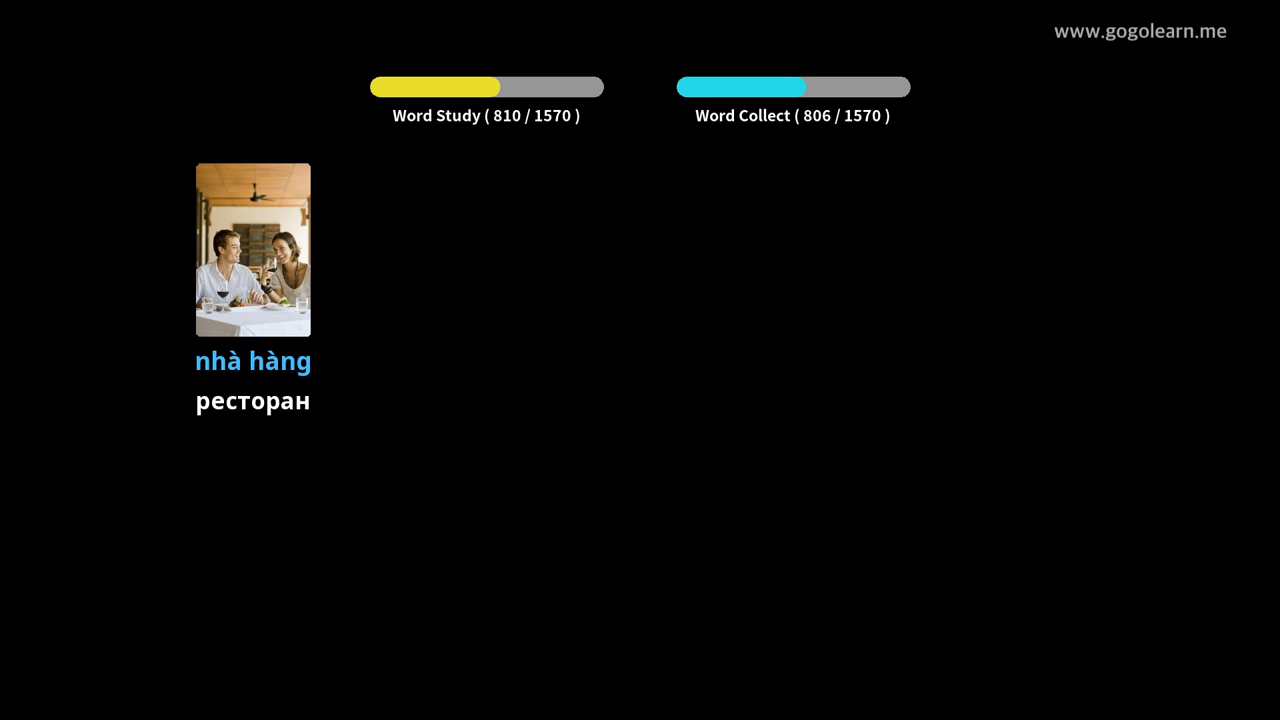 www.gogolearn.me
Word Study ( 810 / 1570 )
Word Collect ( 806 / 1570 )
nhà hàng
ресторан